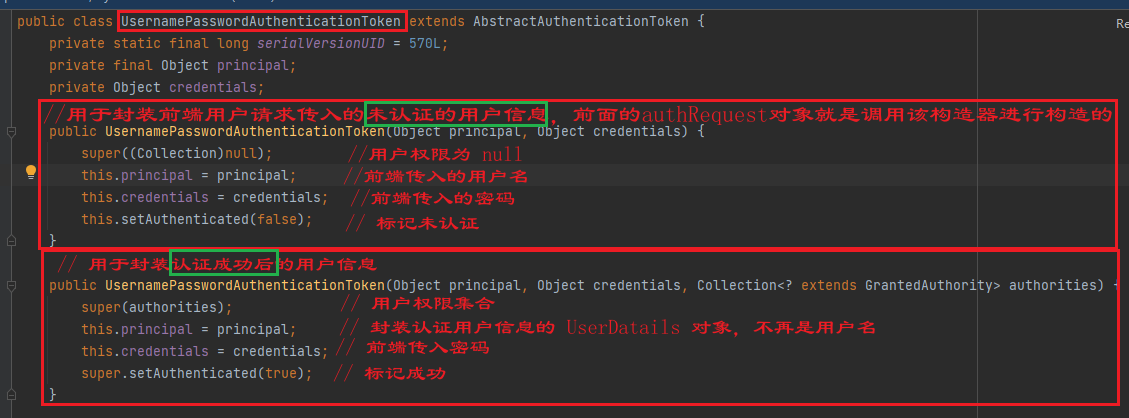 public class UsernamePasswordAuthenticationToken extends AbstractAuthenticationToken {
Re
private static final long serialVersionUID = 570L;
private final Object principal;
private Object credentials;
//用于封装前端用户请求传入的未认证的用户信息，前面的authRequest对象就是调用该构造器进行构造的
public UsernamePasswordAuthenticationToken(Object principal, Object credentials) {
super((Collection)null); //用户权限为 null
this.principal = principal; //前端传入的用户名
this.credentials = credentials; //前端传入的密码
this.setAuthenticated(false); // 标记未认证
}
// 用于封装认证成功后的用户信息
public UsernamePasswordAuthenticationToken(Object principal, Object credentials, Collection<? extends GrantedAuthority> authorities) {
super(authorities); // 用户权限集合
this.principal = principal; // 封装认证用户信息的 UserDatails 对象，不再是用户名
this.credentials = credentials; // 前端传入密码
super.setAuthenticated(true); // 标记成功
}